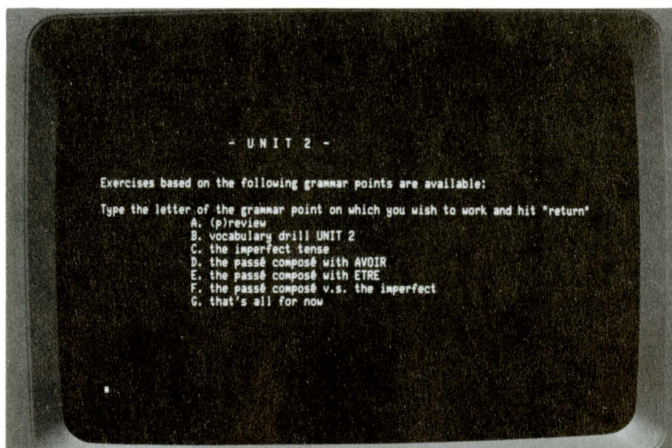 - U N I T 2 -
Exercises based on the following grammar points are available:
Type the letter of the grammar point on which you wish to work and hit "return"
A. (p)review
B. vocabulary drill UNIT 2
C. the imperfect tense
D. the passé composé with AVOIR
E. the passé composé with ETRE
F. the passé composé v.s. the imperfect
G. that's all for now